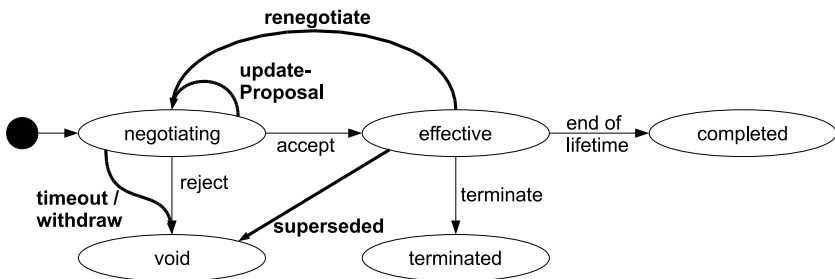 renegotiate
update-
Proposal
negotiating
accept
effective
end of
lifetime
completed
reject
timeout /
withdraw
superseded
terminate
void
terminated